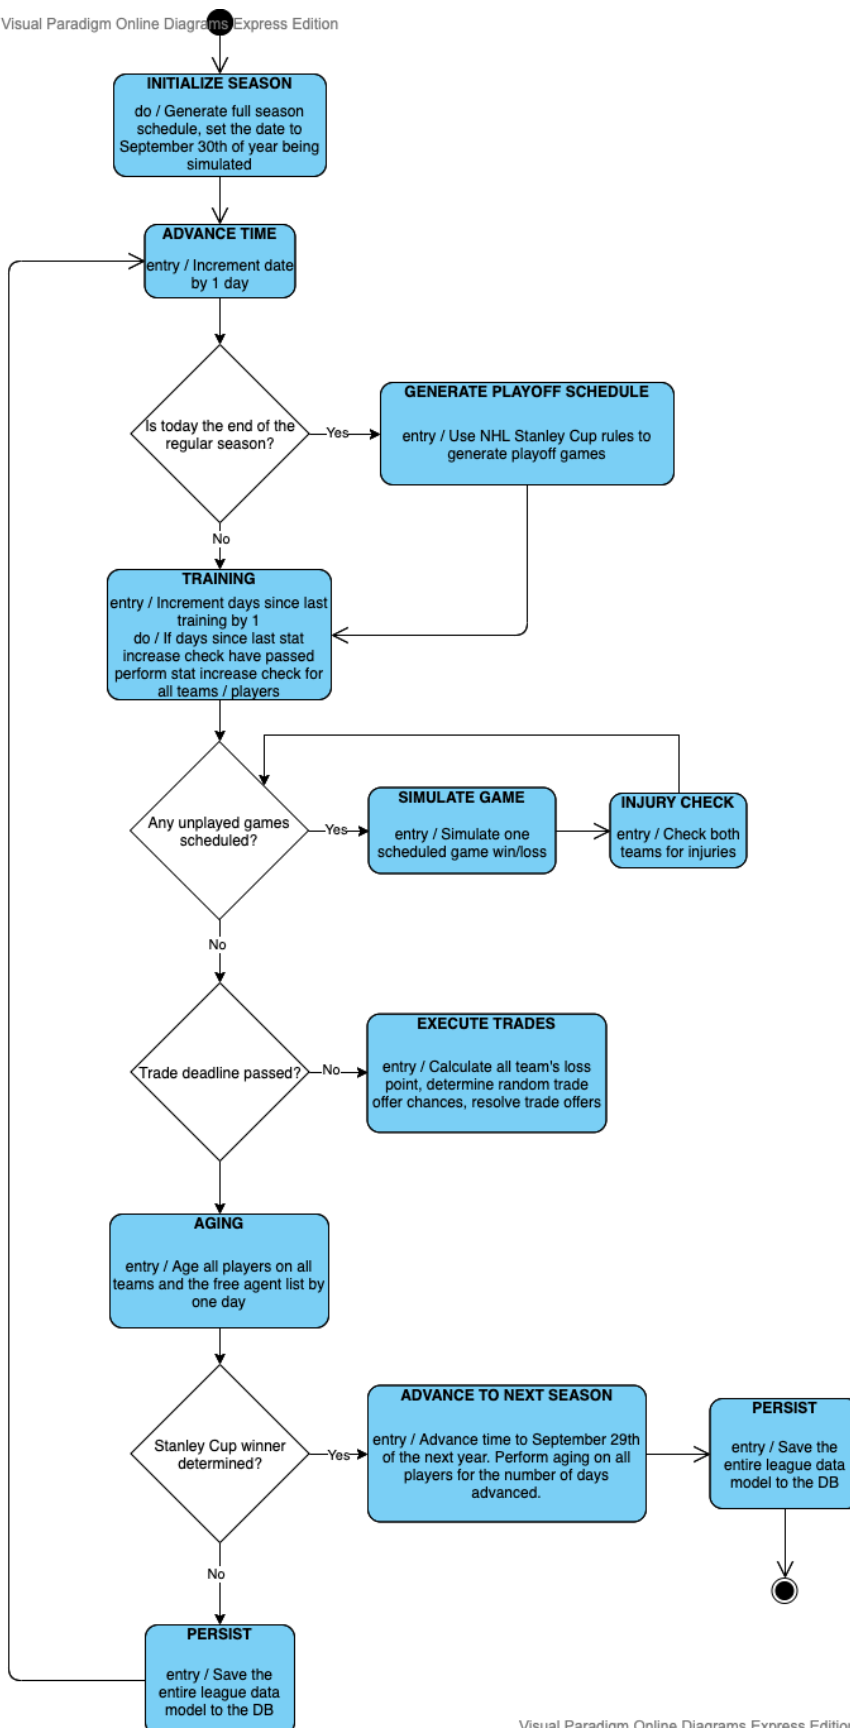 Visual Paradigm Online Diagrams Express Edition
INITIALIZE SEASON
do / Generate full season
schedule, set the date to
September 30th of year being
simulated
ADVANCE TIME
entry / Increment date
by 1 day
Is today the end of the
regular season?
Yes
GENERATE PLAYOFF SCHEDULE
entry / Use NHL Stanley Cup rules to
generate playoff games
No
TRAINING
entry / Increment days since last
training by 1
do / If days since last stat
increase check have passed
perform stat increase check for
all teams / players
Any unplayed games
scheduled?
Yes
SIMULATE GAME
entry / Simulate one
scheduled game win/loss
INJURY CHECK
entry / Check both
teams for injuries
No
Trade deadline passed?
No
EXECUTE TRADES
entry / Calculate all team's loss
point, determine random trade
offer chances, resolve trade offers
AGING
entry / Age all players on all
teams and the free agent list by
one day
Stanley Cup winner
determined?
Yes
ADVANCE TO NEXT SEASON
entry / Advance time to September 29th
of the next year. Perform aging on all
players for the number of days
advanced.
PERSIST
entry / Save the
entire league data
model to the DB
No
PERSIST
entry / Save the
entire league data
model to the DB
Visual Paradigm Online Diagrams Express Edition